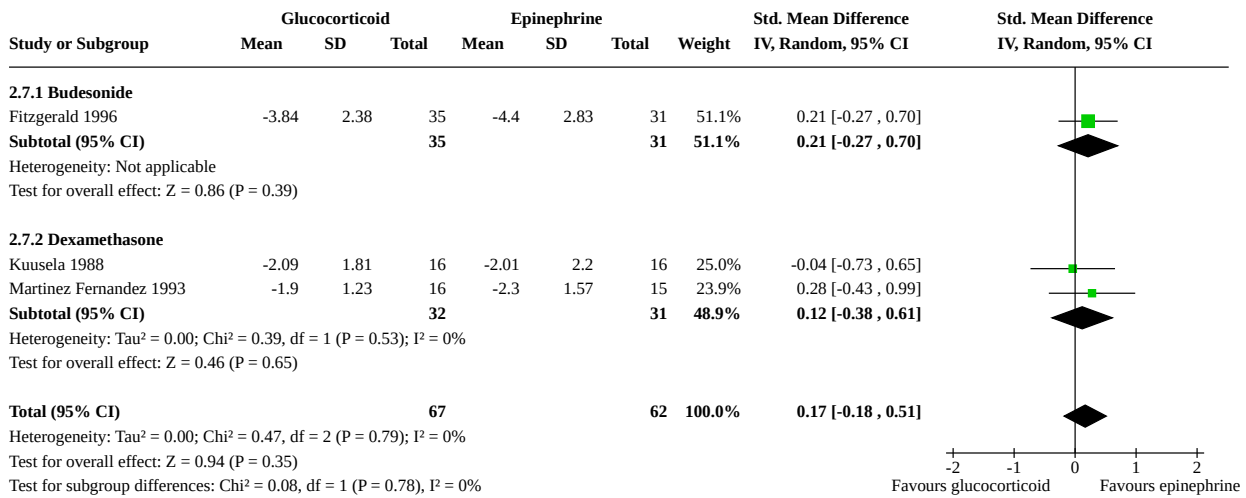 Glucocorticoid Epinephrine Std. Mean Difference Std. Mean Difference
Study or Subgroup Mean SD Total Mean SD Total Weight IV, Random, 95% CI IV, Random, 95% CI
2.7.1 Budesonide
Fitzgerald 1996 -3.84 2.38 35 -4.4 2.83 31 51.1% 0.21 [-0.27 , 0.70]
Subtotal (95% CI) 35 31 51.1% 0.21 [-0.27 , 0.70]
Heterogeneity: Not applicable
Test for overall effect: Z = 0.86 (P = 0.39)
2.7.2 Dexamethasone
Kuusela 1988 -2.09 1.81 16 -2.01 2.2 16 25.0% -0.04 [-0.73 , 0.65]
Martinez Fernandez 1993 -1.9 1.23 16 -2.3 1.57 15 23.9% 0.28 [-0.43 , 0.99]
Subtotal (95% CI) 32 31 48.9% 0.12 [-0.38 , 0.61]
Heterogeneity: Tau² = 0.00; Chi² = 0.39, df = 1 (P = 0.53); I² = 0%
Test for overall effect: Z = 0.46 (P = 0.65)
Total (95% CI) 67 62 100.0% 0.17 [-0.18 , 0.51]
Heterogeneity: Tau² = 0.00; Chi² = 0.47, df = 2 (P = 0.79); I² = 0%
Test for overall effect: Z = 0.94 (P = 0.35)
-2 -1 0 1 2
Test for subgroup differences: Chi² = 0.08, df = 1 (P = 0.78), I² = 0% Favours glucocorticoid Favours epinephrine